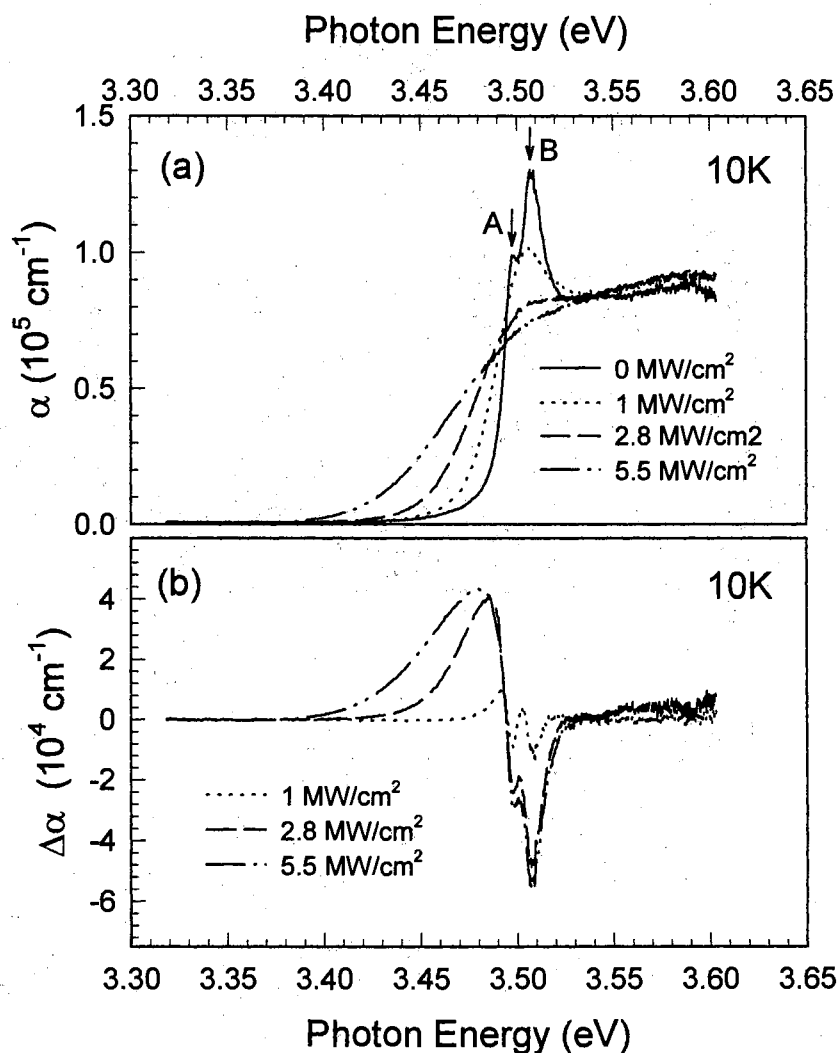 Photon Energy (eV)
3.30 3.35 3.40 3.45 3.50 3.55 3.60 3.65
(a)
10K
A
B
1.5
1.0
0.5
0.0
α (10⁵ cm⁻¹)
0 MW/cm²
1 MW/cm²
2.8 MW/cm2
5.5 MW/cm²
(b)
10K
4
2
0
-2
-4
-6
Δα (10⁴ cm⁻¹)
1 MW/cm²
2.8 MW/cm²
5.5 MW/cm²
3.30 3.35 3.40 3.45 3.50 3.55 3.60 3.65
Photon Energy (eV)